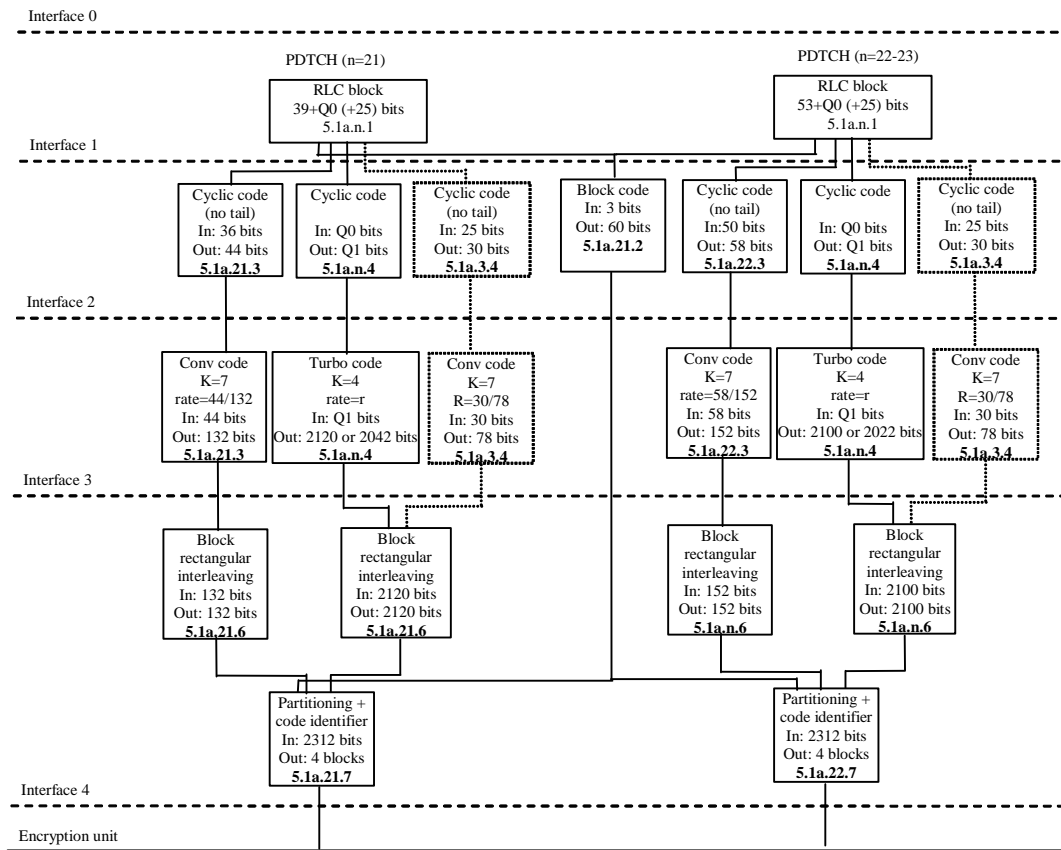 Interface 0
PDTCH (n=21)
PDTCH (n=22-23)
RLC block
39+Q0 (+25) bits
5.1a.n.1
RLC block
53+Q0 (+25) bits
5.1a.n.1
Interface 1
Cyclic code
(no tail)
In: 36 bits
Out: 44 bits
5.1a.21.3
Cyclic code
In: Q0 bits
Out: Q1 bits
5.1a.n.4
Cyclic code
(no tail)
In: 25 bits
Out: 30 bits
5.1a.3.4
Block code
In: 3 bits
Out: 60 bits
5.1a.21.2
Cyclic code
(no tail)
In:50 bits
Out: 58 bits
5.1a.22.3
Cyclic code
In: Q0 bits
Out: Q1 bits
5.1a.n.4
Cyclic code
(no tail)
In: 25 bits
Out: 30 bits
5.1a.3.4
Interface 2
Conv code
K=7
rate=44/132
In: 44 bits
Out: 132 bits
5.1a.21.3
Turbo code
K=4
rate=r
In: Q1 bits
Out: 2120 or 2042 bits
5.1a.n.4
Conv code
K=7
R=30/78
In: 30 bits
Out: 78 bits
5.1a.3.4
Conv code
K=7
rate=58/152
In: 58 bits
Out: 152 bits
5.1a.22.3
Turbo code
K=4
rate=r
In: Q1 bits
Out: 2100 or 2022 bits
5.1a.n.4
Conv code
K=7
R=30/78
In: 30 bits
Out: 78 bits
5.1a.3.4
Interface 3
Block
rectangular
interleaving
In: 132 bits
Out: 132 bits
5.1a.21.6
Block
rectangular
interleaving
In: 2120 bits
Out: 2120 bits
5.1a.21.6
Block
rectangular
interleaving
In: 152 bits
Out: 152 bits
5.1a.n.6
Block
rectangular
interleaving
In: 2100 bits
Out: 2100 bits
5.1a.n.6
Partitioning +
code identifier
In: 2312 bits
Out: 4 blocks
5.1a.21.7
Partitioning +
code identifier
In: 2312 bits
Out: 4 blocks
5.1a.22.7
Interface 4
Encryption unit